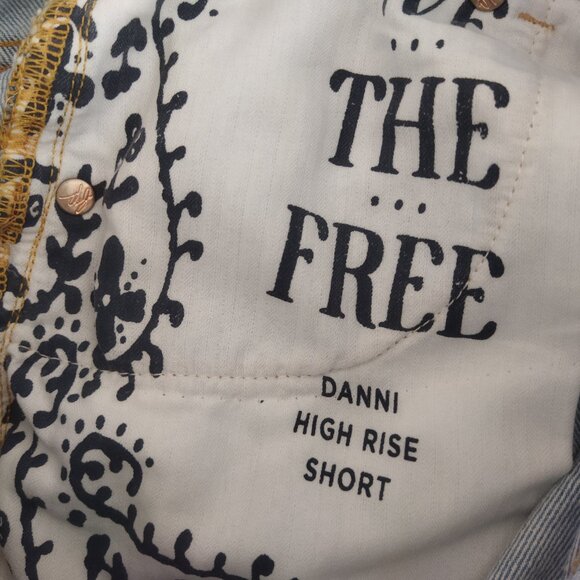 THE
FREE
DANNI
HIGH RISE
SHORT